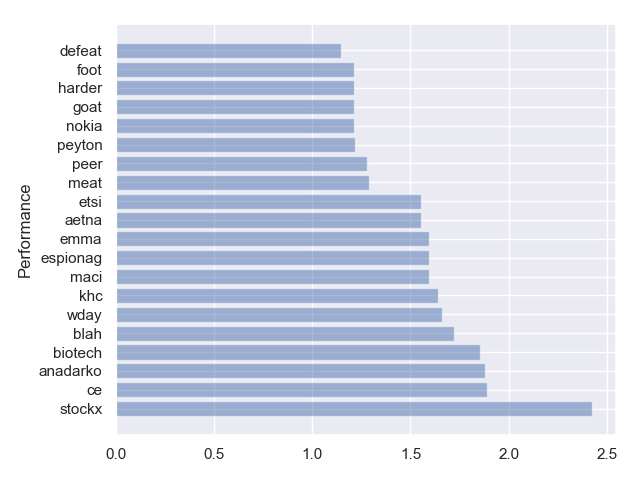 defeat
foot
harder
goat
nokia
peyton
peer
meat
etsi
aetna
emma
espionag
maci
khc
wday
blah
biotech
anadarko
ce
stockx
Performance
0.0 0.5 1.0 1.5 2.0 2.5